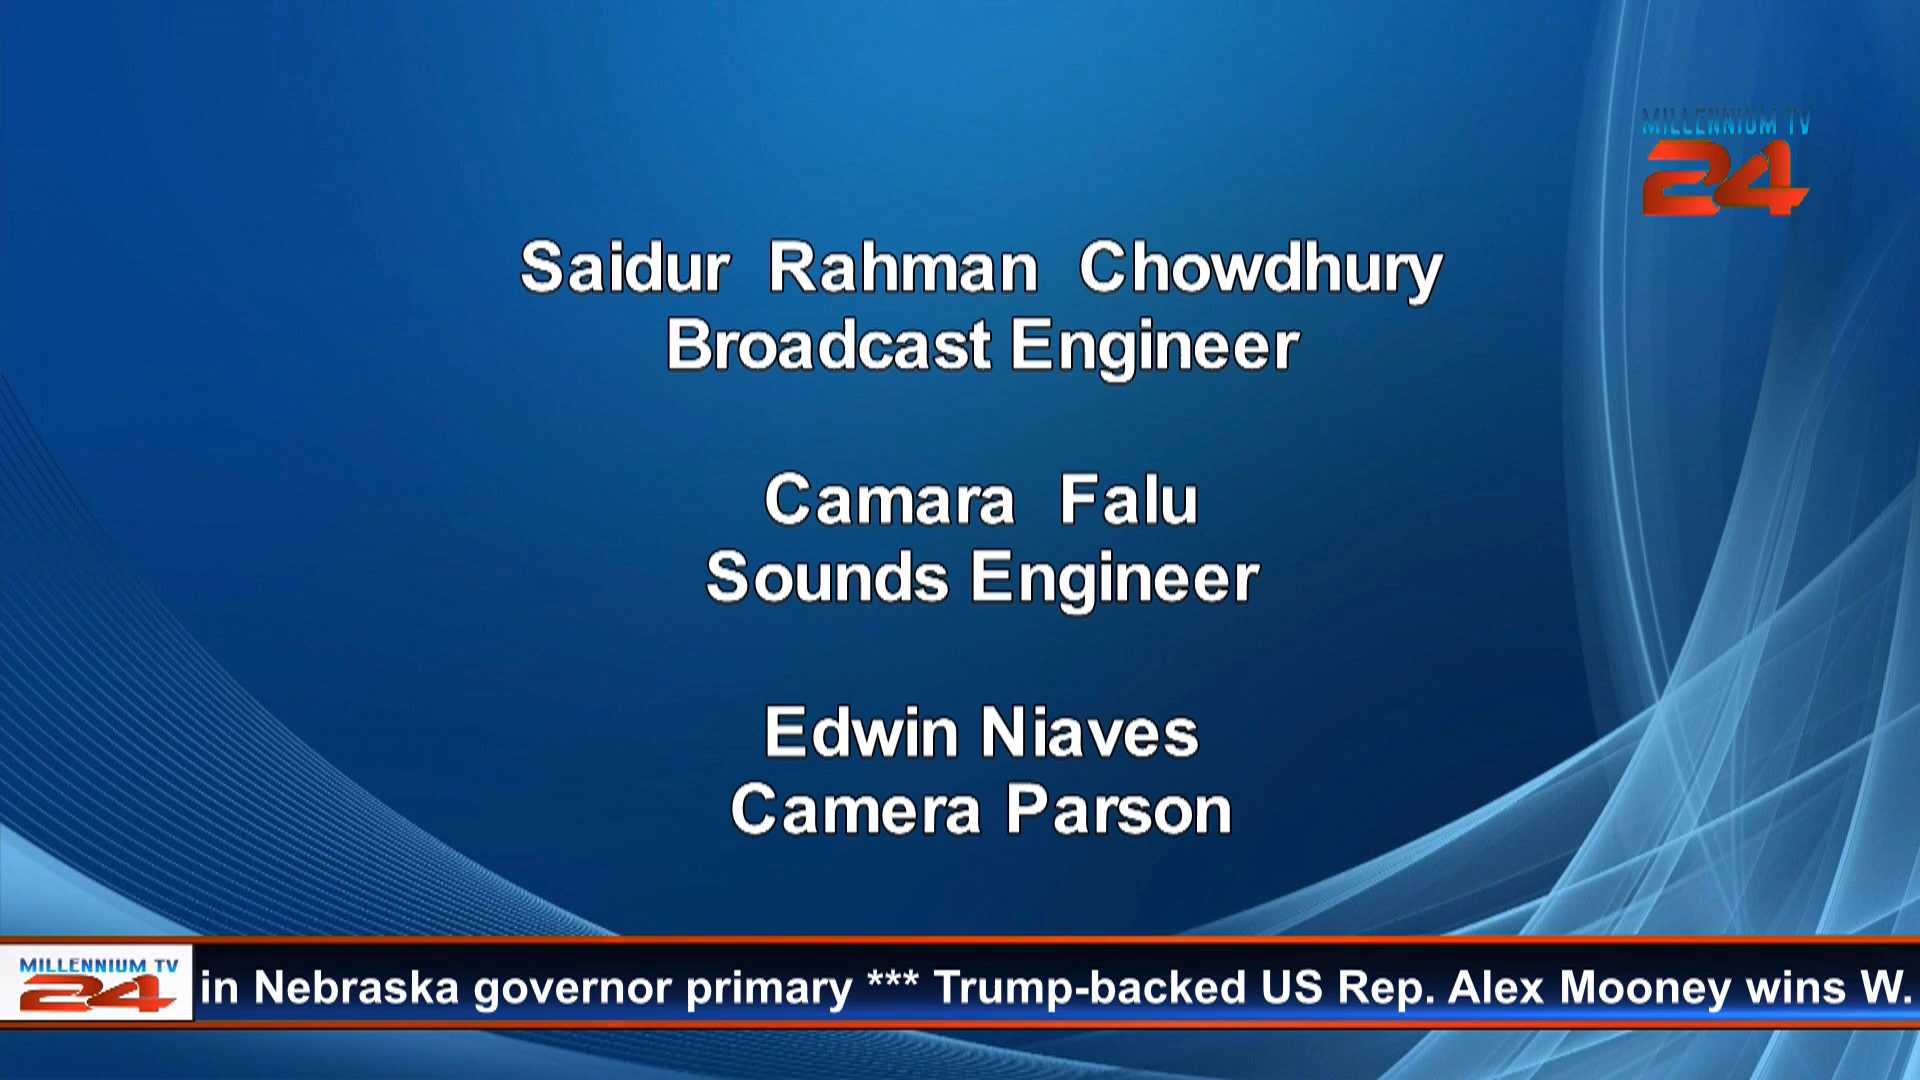 MILLENNIUM TV
24
Saidur Rahman Chowdhury
Broadcast Engineer
Camara Falu
Sounds Engineer
Edwin Niaves
Camera Parson
MILLENNIUM TV
24
in Nebraska governor primary *** Trump-backed US Rep. Alex Mooney wins W.